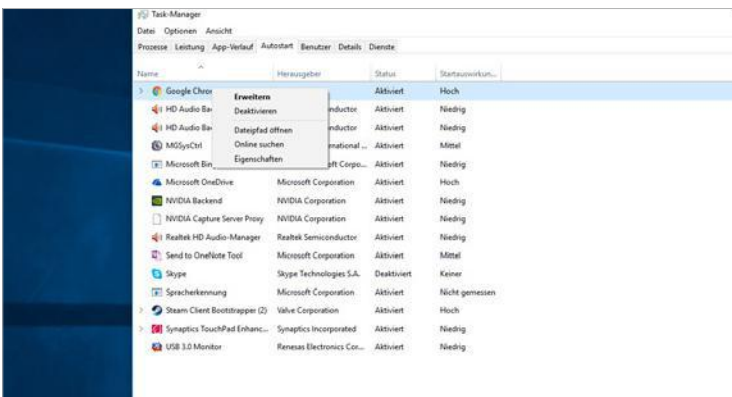 Task-Manager
Datei Optionen Ansicht
Prozesse Leistung App-Verlauf Autostart Benutzer Details Dienste
Name Herausgeber Status Startauswirkun...
Google Chro Aktiviert Hoch
Erweitern
HD Audio Ba nductor Aktiviert Niedrig
Deaktivieren
HD Audio Ba nductor Aktiviert Niedrig
Dateipfad öffnen
MGSysCtrl rnational ... Aktiviert Mittel
Online suchen
Microsoft Bin oft Corpo... Aktiviert Niedrig
Eigenschaften
Microsoft OneDrive Microsoft Corporation Aktiviert Hoch
NVIDIA Backend NVIDIA Corporation Aktiviert Niedrig
NVIDIA Capture Server Proxy NVIDIA Corporation Aktiviert Niedrig
Realtek HD Audio-Manager Realtek Semiconductor Aktiviert Niedrig
Send to OneNote Tool Microsoft Corporation Aktiviert Mittel
Skype Skype Technologies S.A. Deaktiviert Keiner
Spracherkennung Microsoft Corporation Aktiviert Nicht gemessen
Steam Client Bootstrapper (2) Valve Corporation Aktiviert Hoch
Synaptics TouchPad Enhanc... Synaptics Incorporated Aktiviert Niedrig
USB 3.0 Monitor Renesas Electronics Cor... Aktiviert Niedrig